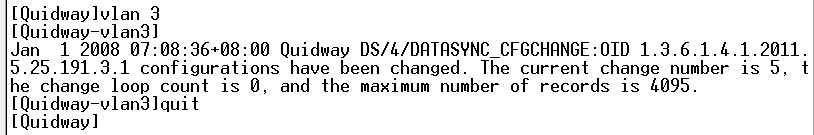 [Quidway]vlan 3
[Quidway-vlan3]
Jan  1 2008 07:08:36+08:00 Quidway DS/4/DATASYNC_CFGCHANGE:OID 1.3.6.1.4.1.2011.
5.25.191.3.1 configurations have been changed. The current change number is 5, t
he change loop count is 0, and the maximum number of records is 4095.
[Quidway-vlan3]quit
[Quidway]